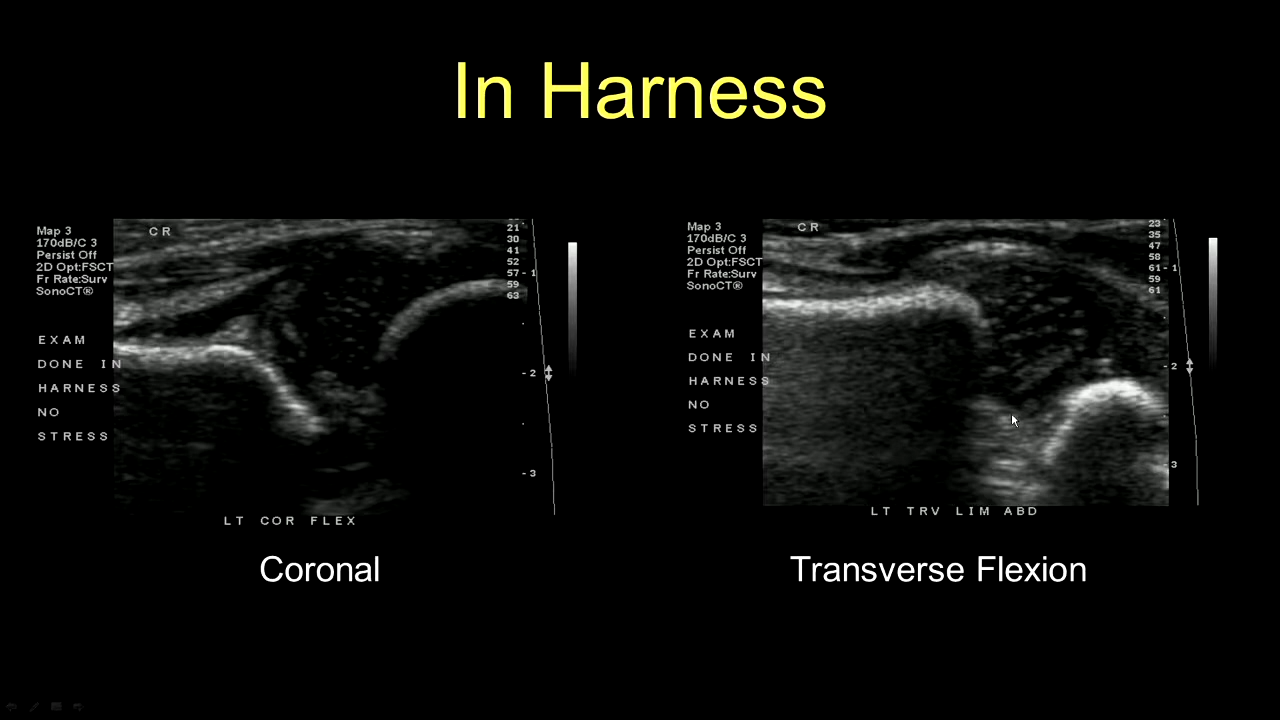 In Harness
Map 3
170dB/C 3
Persist Off
2D Opt:FSCT
Fr Rate:Surv
SonoCT®
CR
21
30
41
52
57
59
63
- 1
- 2
- 3
EXAM
DONE IN
HARNESS
NO
STRESS
LT COR FLEX
Coronal
Map 3
170dB/C 3
Persist Off
2D Opt:FSCT
Fr Rate:Surv
SonoCT®
CR
23
35
47
58
61
59
61
- 1
- 2
- 3
EXAM
DONE IN
HARNESS
NO
STRESS
LT TRV LIM ABD
Transverse Flexion